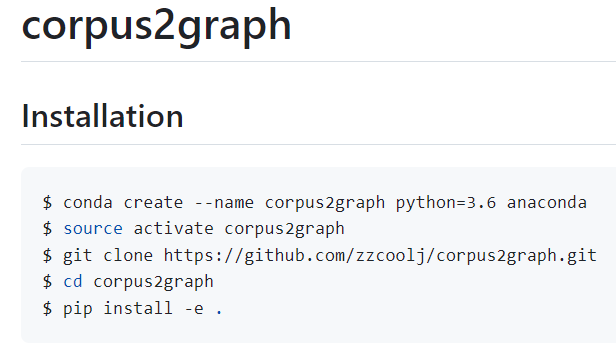 corpus2graph
Installation
$ conda create --name corpus2graph python=3.6 anaconda
$ source activate corpus2graph
$ git clone https://github.com/zzcoolj/corpus2graph.git
$ cd corpus2graph
$ pip install -e .